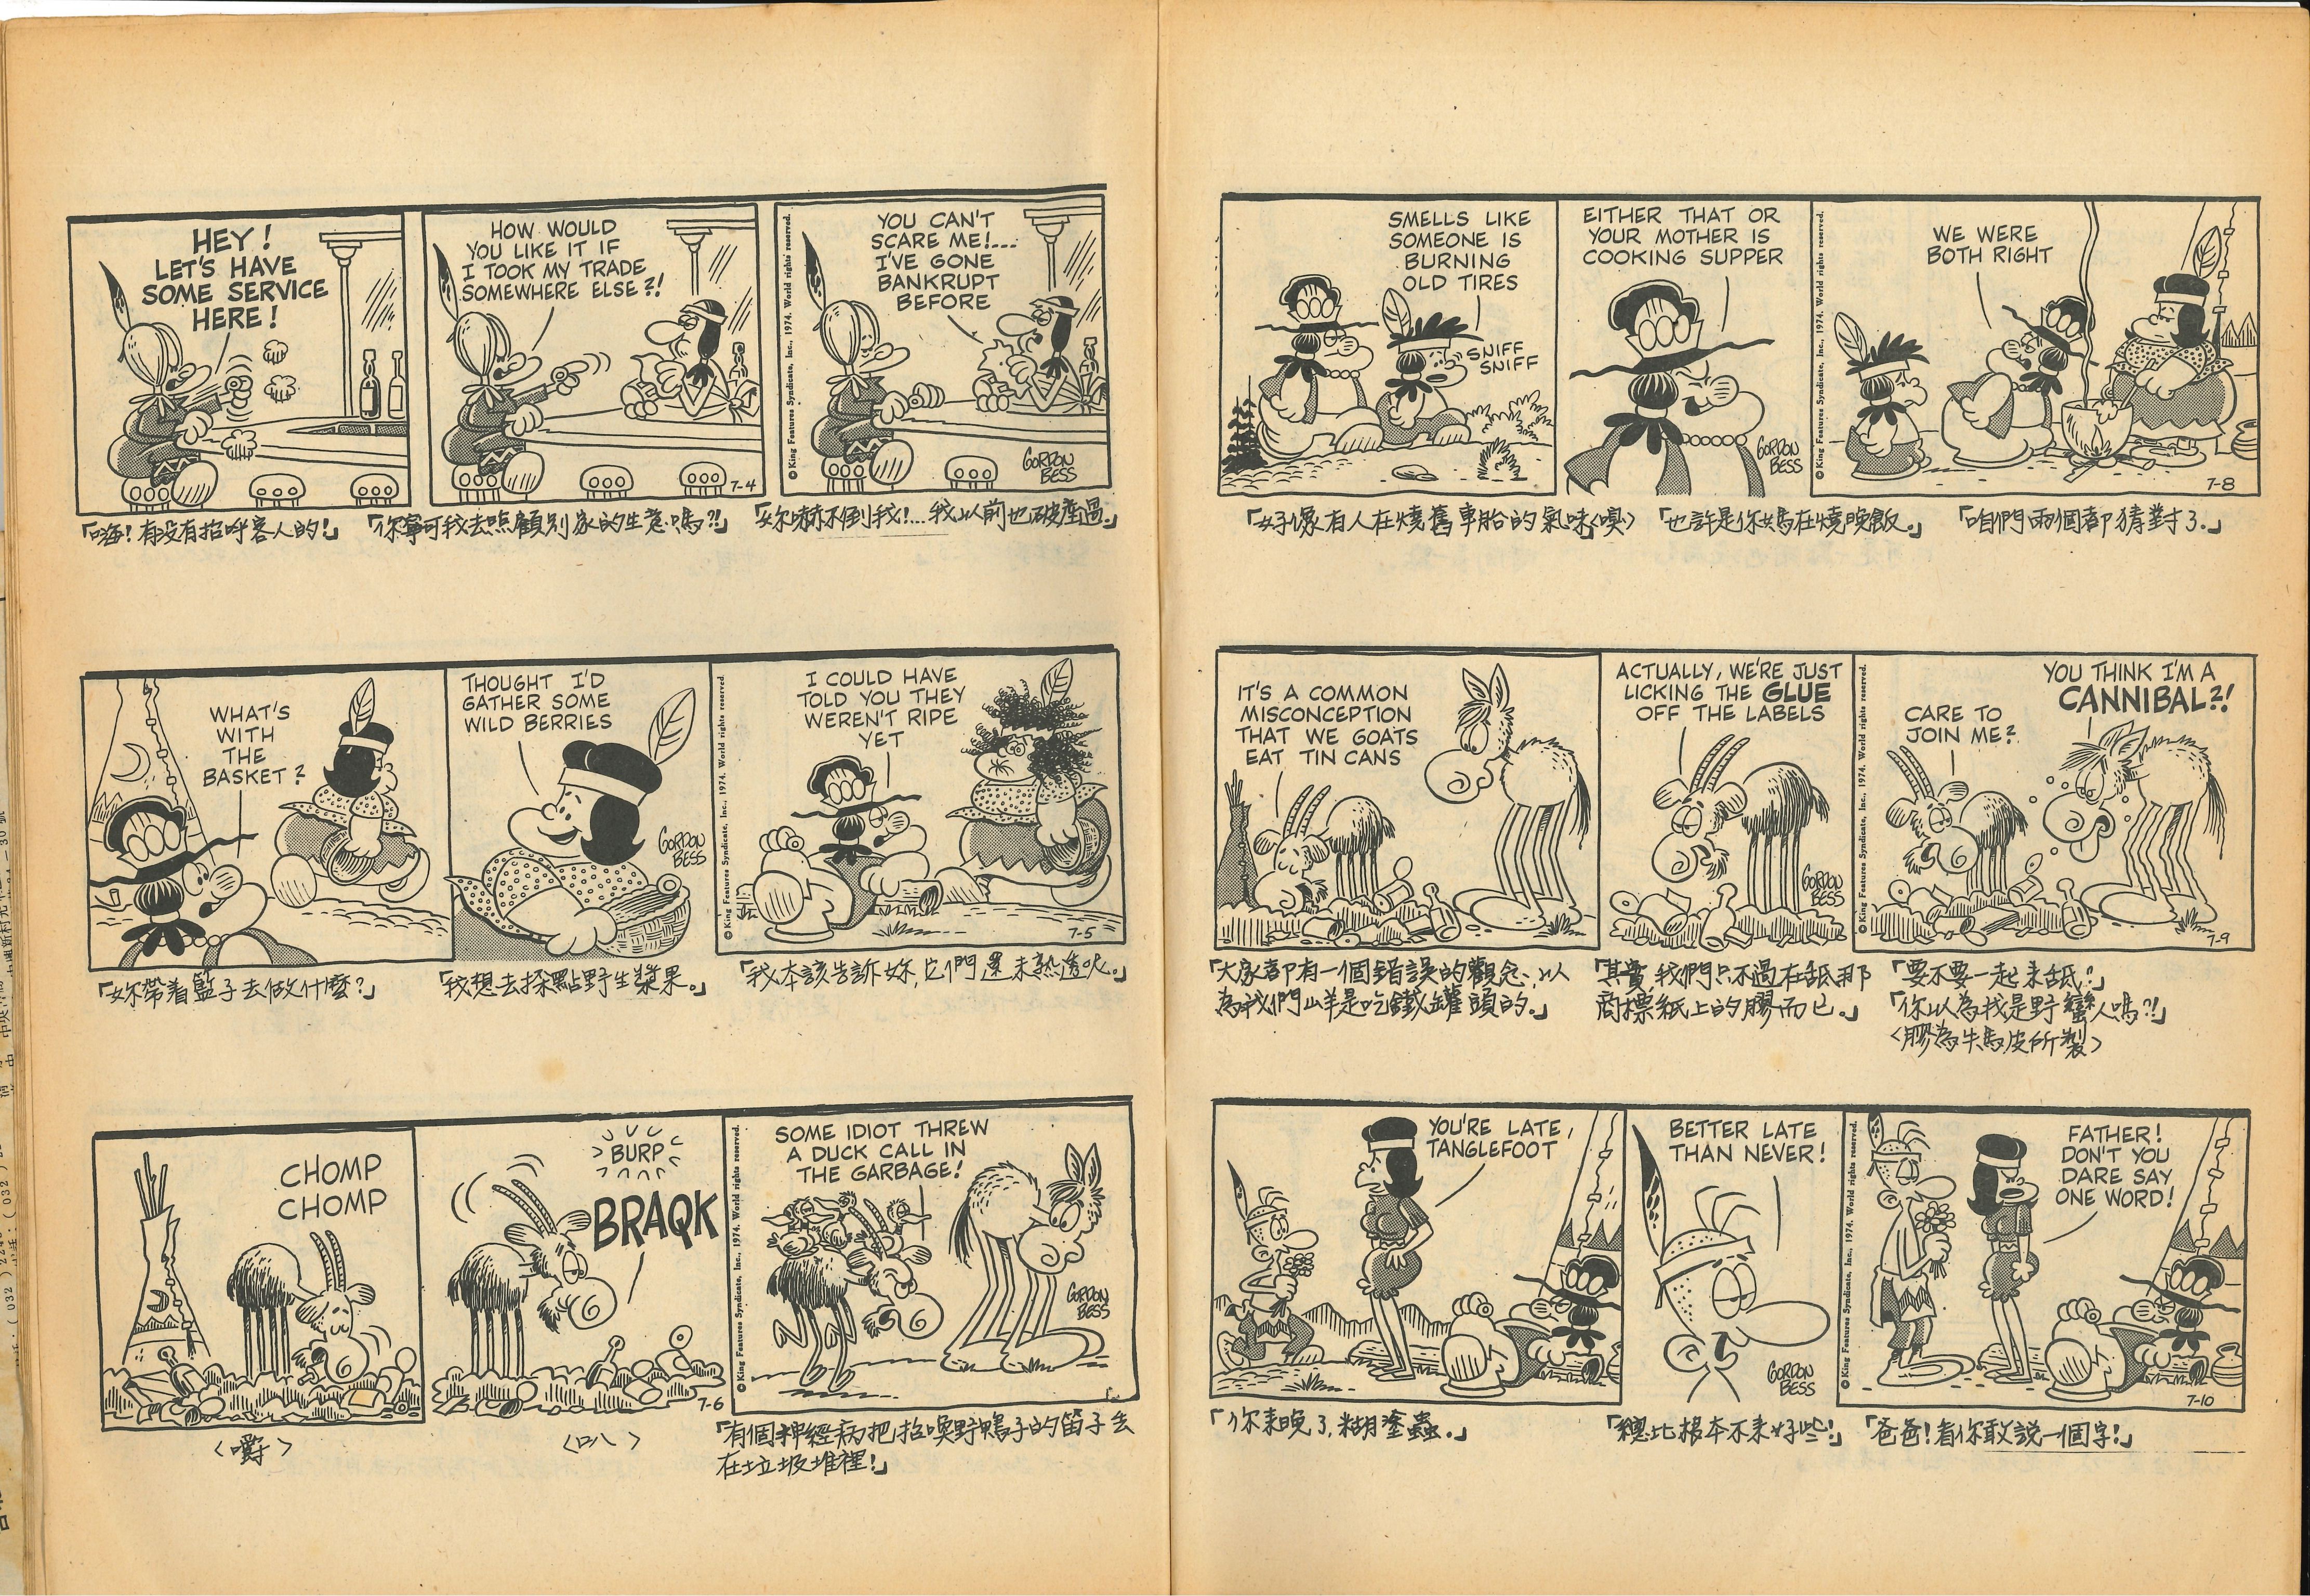 HEY!
LET'S HAVE
SOME SERVICE
HERE!
HOW WOULD
YOU LIKE IT IF
I TOOK MY TRADE
SOMEWHERE ELSE?!
7-4
YOU CAN'T
SCARE ME!...
I'VE GONE
BANKRUPT
BEFORE
© King Features Syndicate, Inc., 1974. World rights reserved.
GORDON
BESS
「嗨!有没有招呼客人的!」
「你寧可我去照顧別家的生意嗎?!」
「妳嚇不倒我!...我以前也破產過。」
WHAT'S
WITH
THE
BASKET?
THOUGHT I'D
GATHER SOME
WILD BERRIES
GORDON
BESS
I COULD HAVE
TOLD YOU THEY
WEREN'T RIPE
YET
© King Features Syndicate, Inc., 1974. World rights reserved.
7-5
「妳帶着籃子去做什麼?」
「我想去採點野生漿果。」
「我本該告訴妳,它們還未熟透呢。」
CHOMP
CHOMP
BURP
BRAQK
7-6
SOME IDIOT THREW
A DUCK CALL IN
THE GARBAGE!
© King Features Syndicate, Inc., 1974. World rights reserved.
GORDON
BESS
〈嚼〉
〈叭〉
「有個神經病把招喚野鴨子的笛子丢
在垃圾堆裡!」
SMELLS LIKE
SOMEONE IS
BURNING
OLD TIRES
SNIFF
SNIFF
EITHER THAT OR
YOUR MOTHER IS
COOKING SUPPER
GORDON
BESS
WE WERE
BOTH RIGHT
© King Features Syndicate, Inc., 1974. World rights reserved.
7-8
「好像有人在燒舊車胎的氣味」〈嗅〉
「也許是你媽在燒晚飯。」
「咱們兩個都猜對了。」
IT'S A COMMON
MISCONCEPTION
THAT WE GOATS
EAT TIN CANS
ACTUALLY, WE'RE JUST
LICKING THE GLUE
OFF THE LABELS
GORDON
BESS
CARE TO
JOIN ME?
YOU THINK I'M A
CANNIBAL?!
© King Features Syndicate, Inc., 1974. World rights reserved.
7-9
「大家都有一個錯誤的觀念,以
為我們山羊是吃鐵罐頭的。」
「其實,我們只不過在舐那
商標紙上的膠而已。」
「要不要一起來舐?」
「你以為我是野蠻人嗎?!」
〈膠為牛馬皮所製〉
YOU'RE LATE,
TANGLEFOOT
BETTER LATE
THAN NEVER!
GORDON
BESS
FATHER!
DON'T YOU
DARE SAY
ONE WORD!
© King Features Syndicate, Inc., 1974. World rights reserved.
7-10
「你來晚了,糊塗蟲。」
「總比根本不來好些!」
「爸爸!看你敢説一個字!」